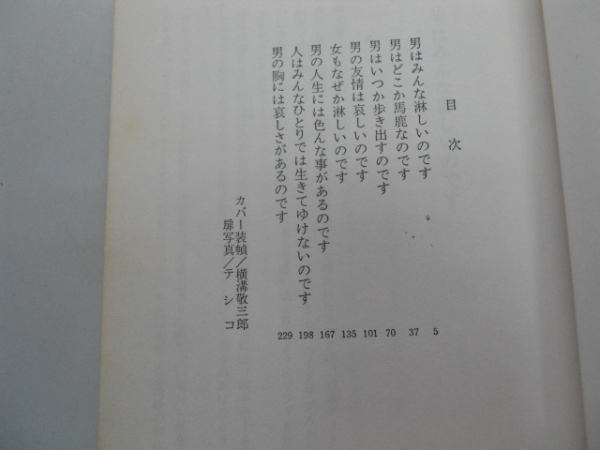 目次
男はみんな淋しいのです 5
男はどこか馬鹿なのです 37
男はいつか歩き出すのです 70
男の友情は哀しいのです 101
女もなぜか淋しいのです 135
男の人生には色んな事があるのです 167
人はみんなひとりでは生きてゆけないのです 198
男の胸には哀しさがあるのです 229
カバー装幀/横溝敬三郎
扉写真/テシコ